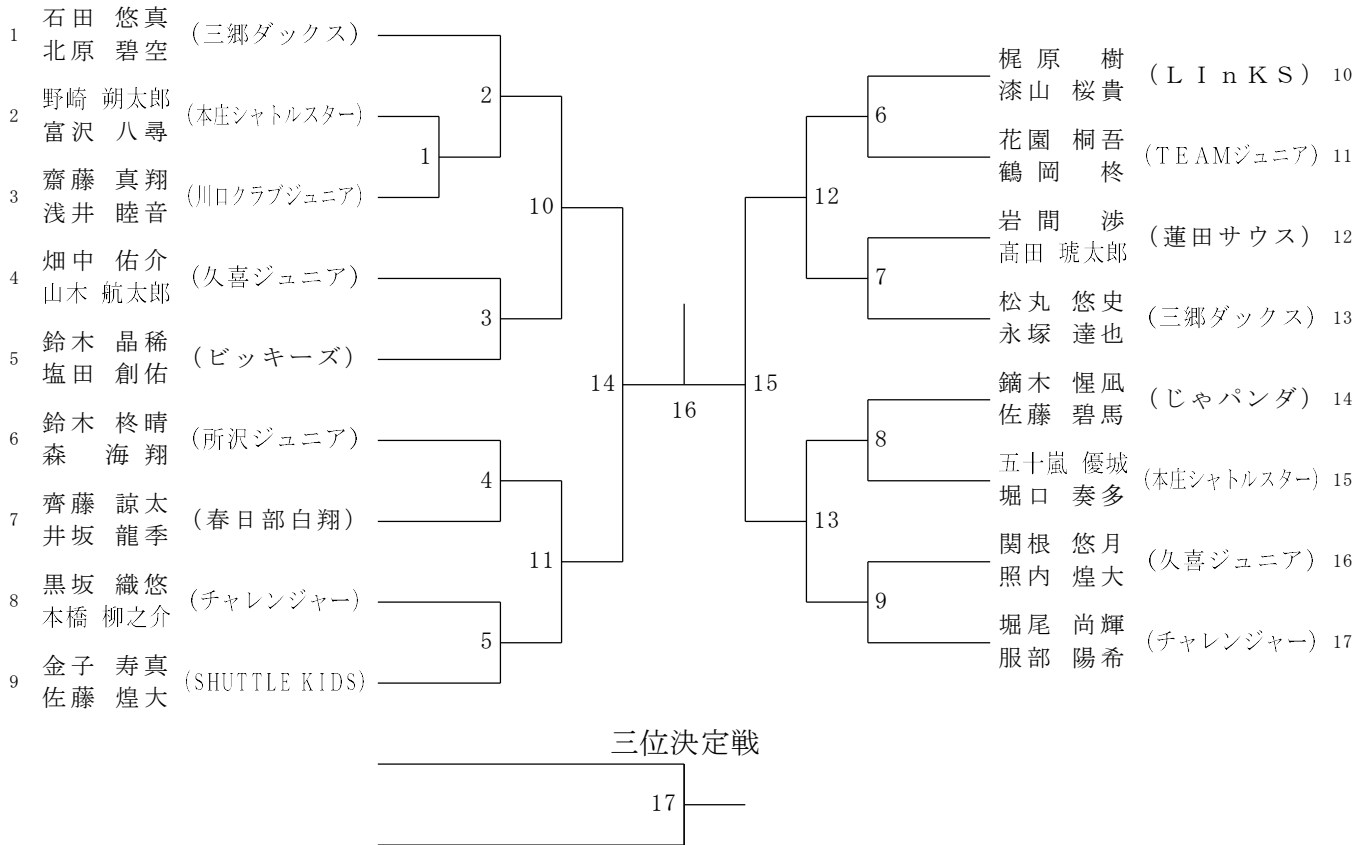 1 石田 悠真 (三郷ダックス)
北原 碧空
2 野崎 朔太郎 (本庄シャトルスター)
富沢 八尋
3 齋藤 真翔 (川口クラブジュニア)
浅井 睦音
4 畑中 佑介 (久喜ジュニア)
山木 航太郎
5 鈴木 晶稀 (ビッキーズ)
塩田 創佑
6 鈴木 柊晴 (所沢ジュニア)
森 海翔
7 齊藤 諒太 (春日部白翔)
井坂 龍季
8 黒坂 織悠 (チャレンジャー)
本橋 柳之介
9 金子 寿真 (SHUTTLE KIDS)
佐藤 煌大
2
1
10
3
14
4
11
5
16
6
12
7
15
8
13
9
梶原 樹 (LInKS) 10
漆山 桜貴
花園 桐吾 (TEAMジュニア) 11
鶴岡 柊
岩間 渉 (蓮田サウス) 12
髙田 琥太郎
松丸 悠史 (三郷ダックス) 13
永塚 達也
鏑木 惺凪 (じゃパンダ) 14
佐藤 碧馬
五十嵐 優城 (本庄シャトルスター) 15
堀口 奏多
関根 悠月 (久喜ジュニア) 16
照内 煌大
堀尾 尚輝 (チャレンジャー) 17
服部 陽希
三位決定戦
17